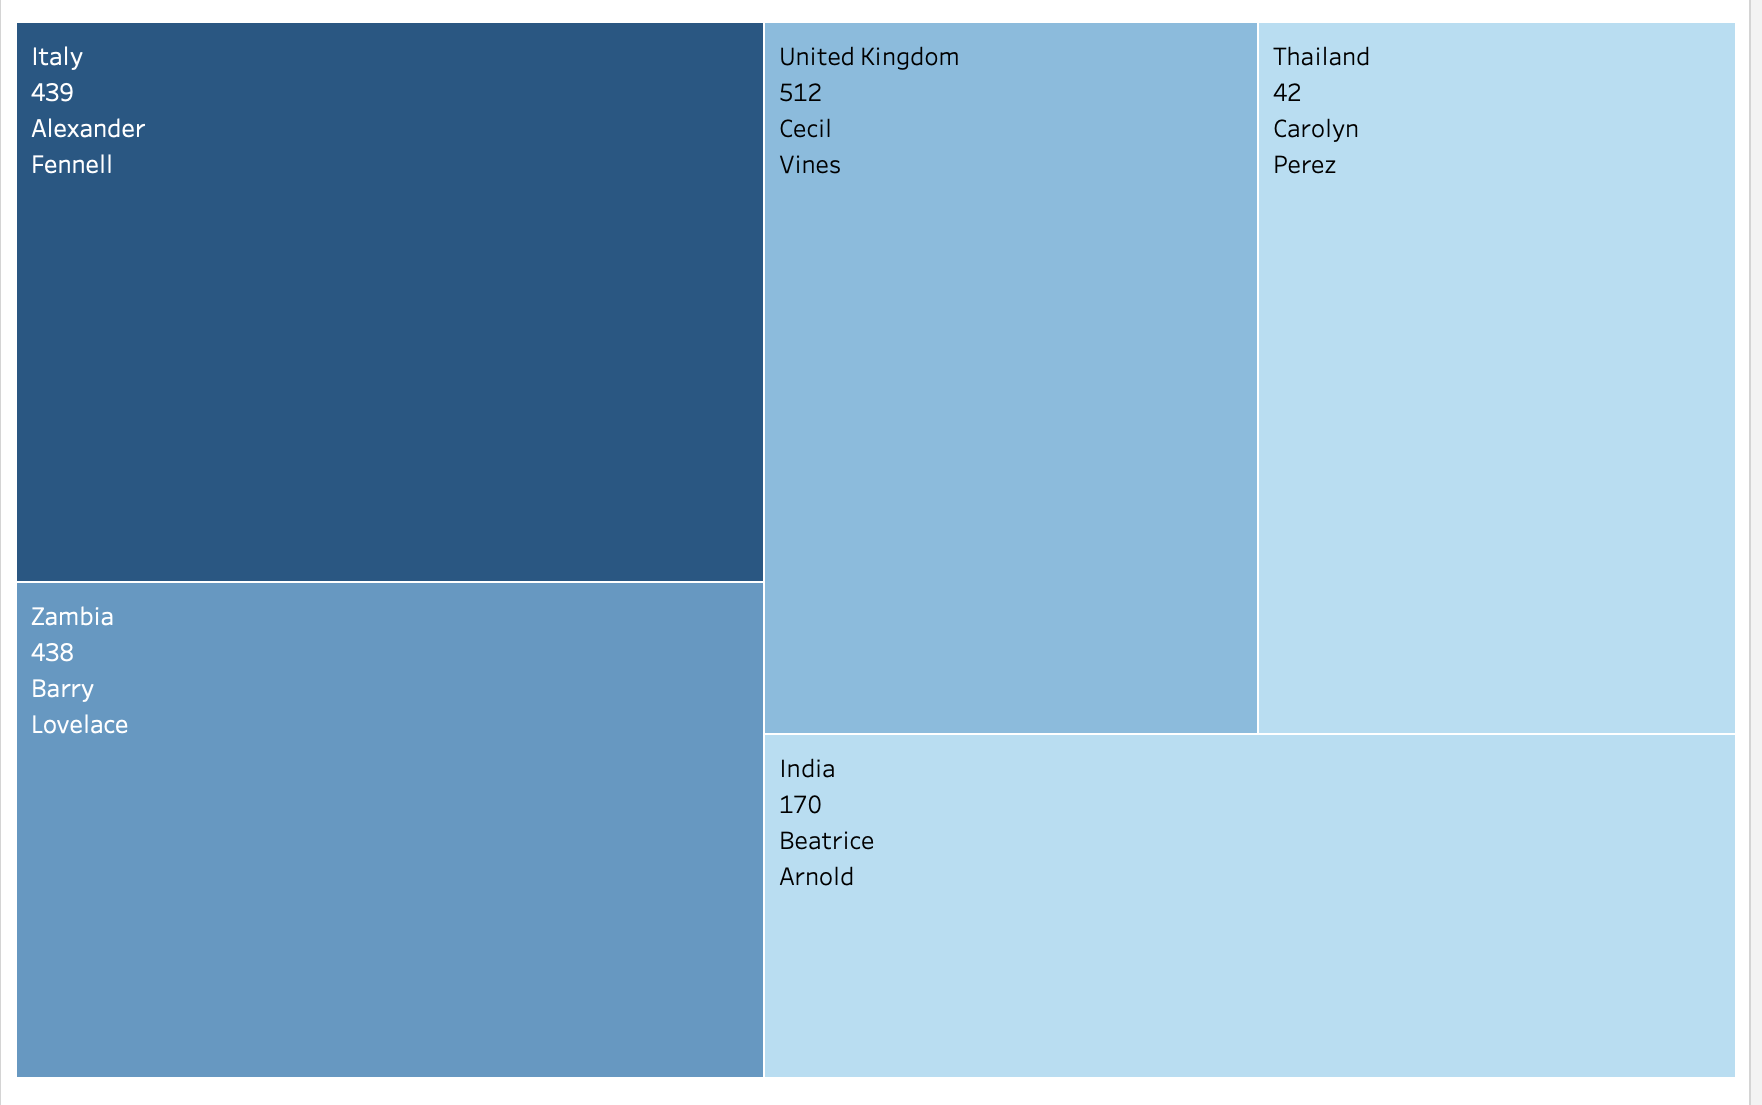 Italy
439
Alexander
Fennell
United Kingdom
512
Cecil
Vines
Thailand
42
Carolyn
Perez
Zambia
438
Barry
Lovelace
India
170
Beatrice
Arnold